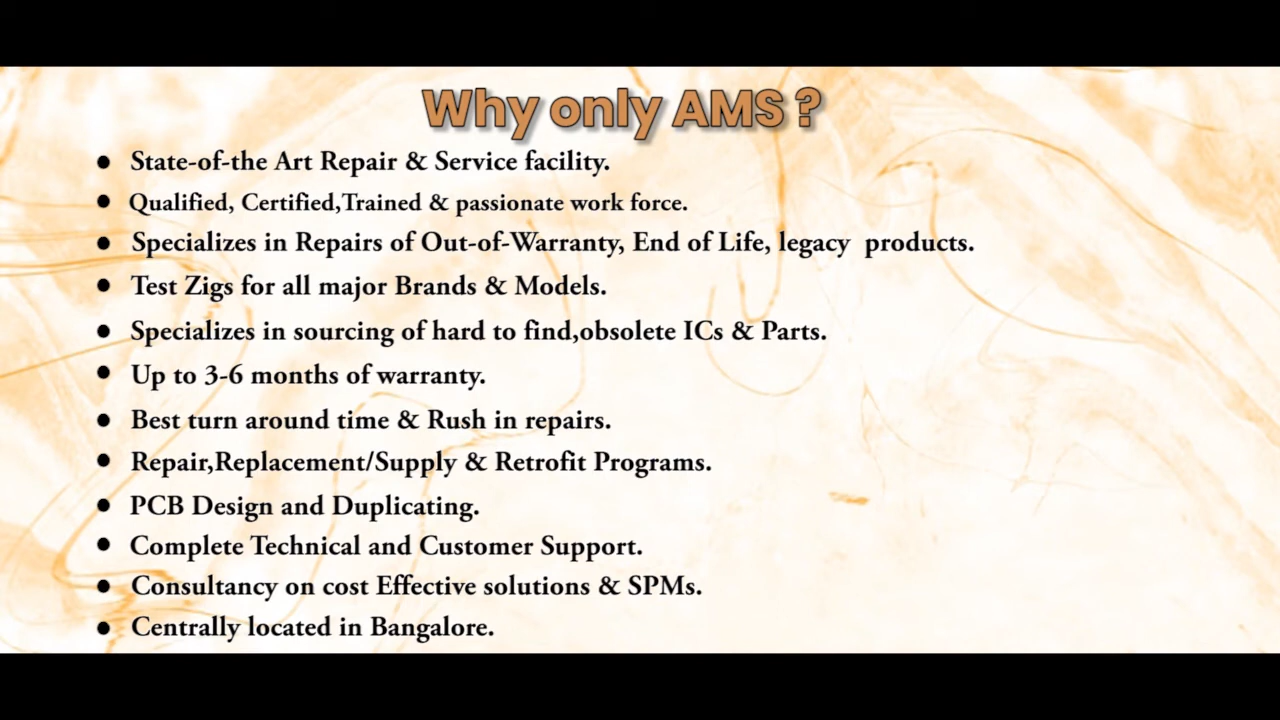 Why only AMS ?
● State-of-the Art Repair & Service facility.
● Qualified, Certified,Trained & passionate work force.
● Specializes in Repairs of Out-of-Warranty, End of Life, legacy  products.
● Test Zigs for all major Brands & Models.
● Specializes in sourcing of hard to find,obsolete ICs & Parts.
● Up to 3-6 months of warranty.
● Best turn around time & Rush in repairs.
● Repair,Replacement/Supply & Retrofit Programs.
● PCB Design and Duplicating.
● Complete Technical and Customer Support.
● Consultancy on cost Effective solutions & SPMs.
● Centrally located in Bangalore.